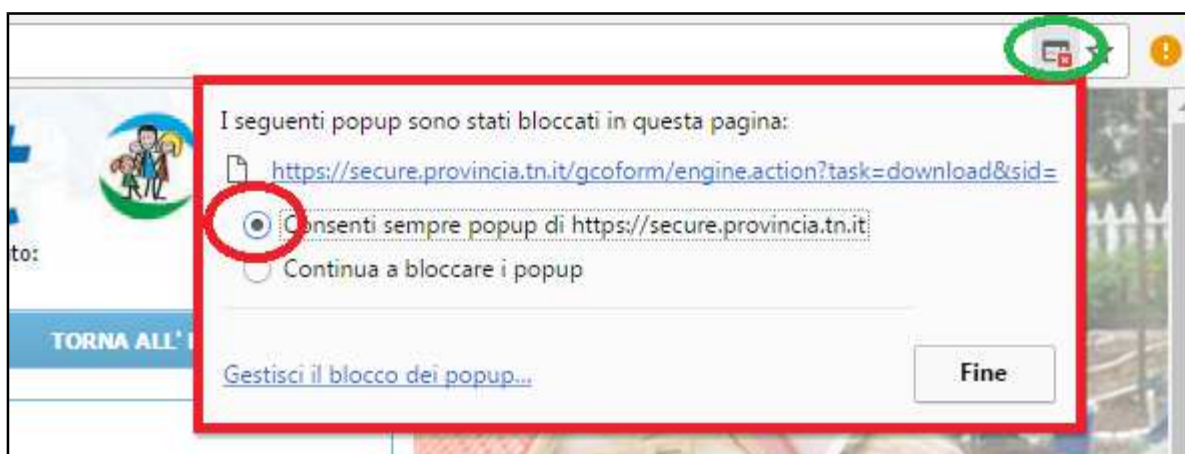 I seguenti popup sono stati bloccati in questa pagina:
https://secure.provincia.tn.it/gcoform/engine.action?task=download&sid=
Consenti sempre popup di https://secure.provincia.tn.it
to:
Continua a bloccare i popup
TORNA ALL'
Gestisci il blocco dei popup...
Fine